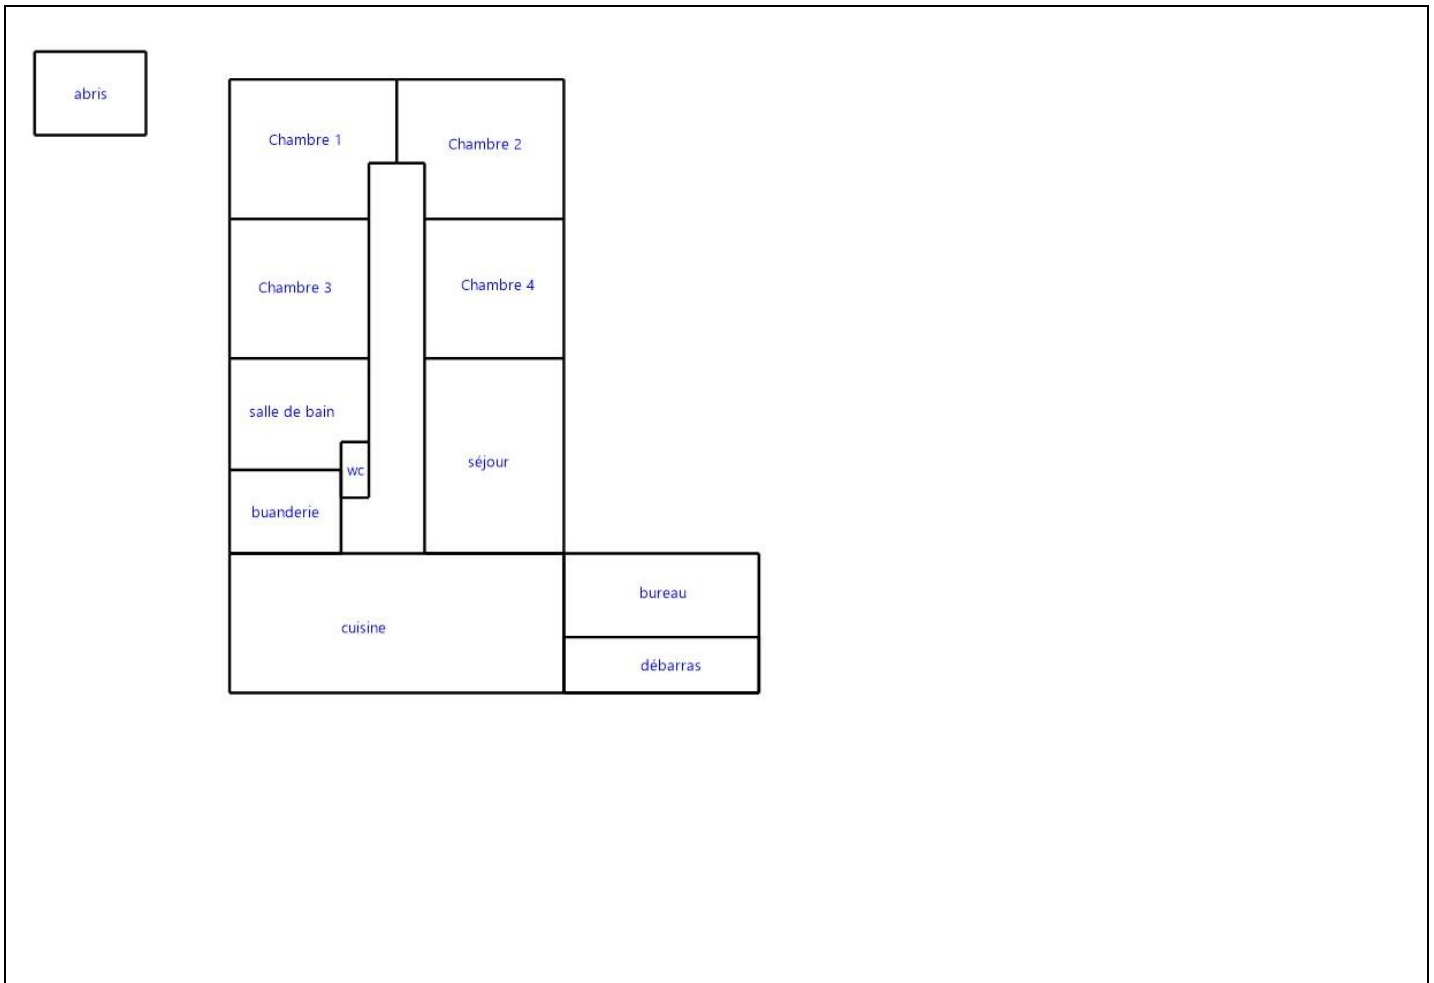 abris
Chambre 1
Chambre 2
Chambre 3
Chambre 4
salle de bain
séjour
wc
buanderie
bureau
cuisine
débarras